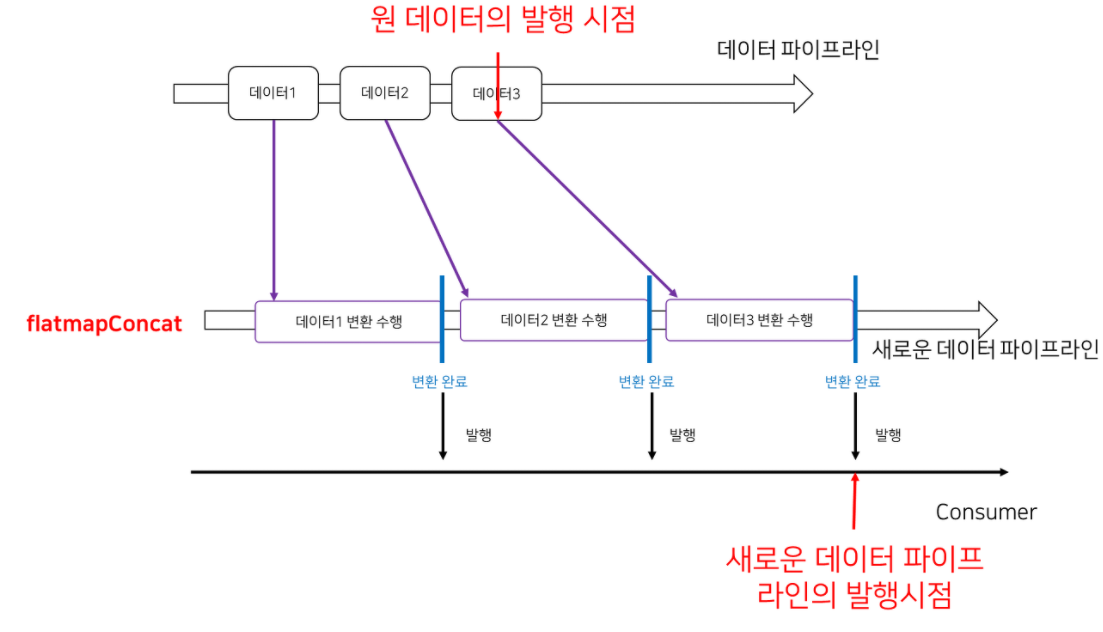 원 데이터의 발행 시점
데이터 파이프라인
데이터1
데이터2
데이터3
flatmapConcat
데이터1 변환 수행
데이터2 변환 수행
데이터3 변환 수행
새로운 데이터 파이프라인
변환 완료
변환 완료
변환 완료
발행
발행
발행
Consumer
새로운 데이터 파이프
라인의 발행시점